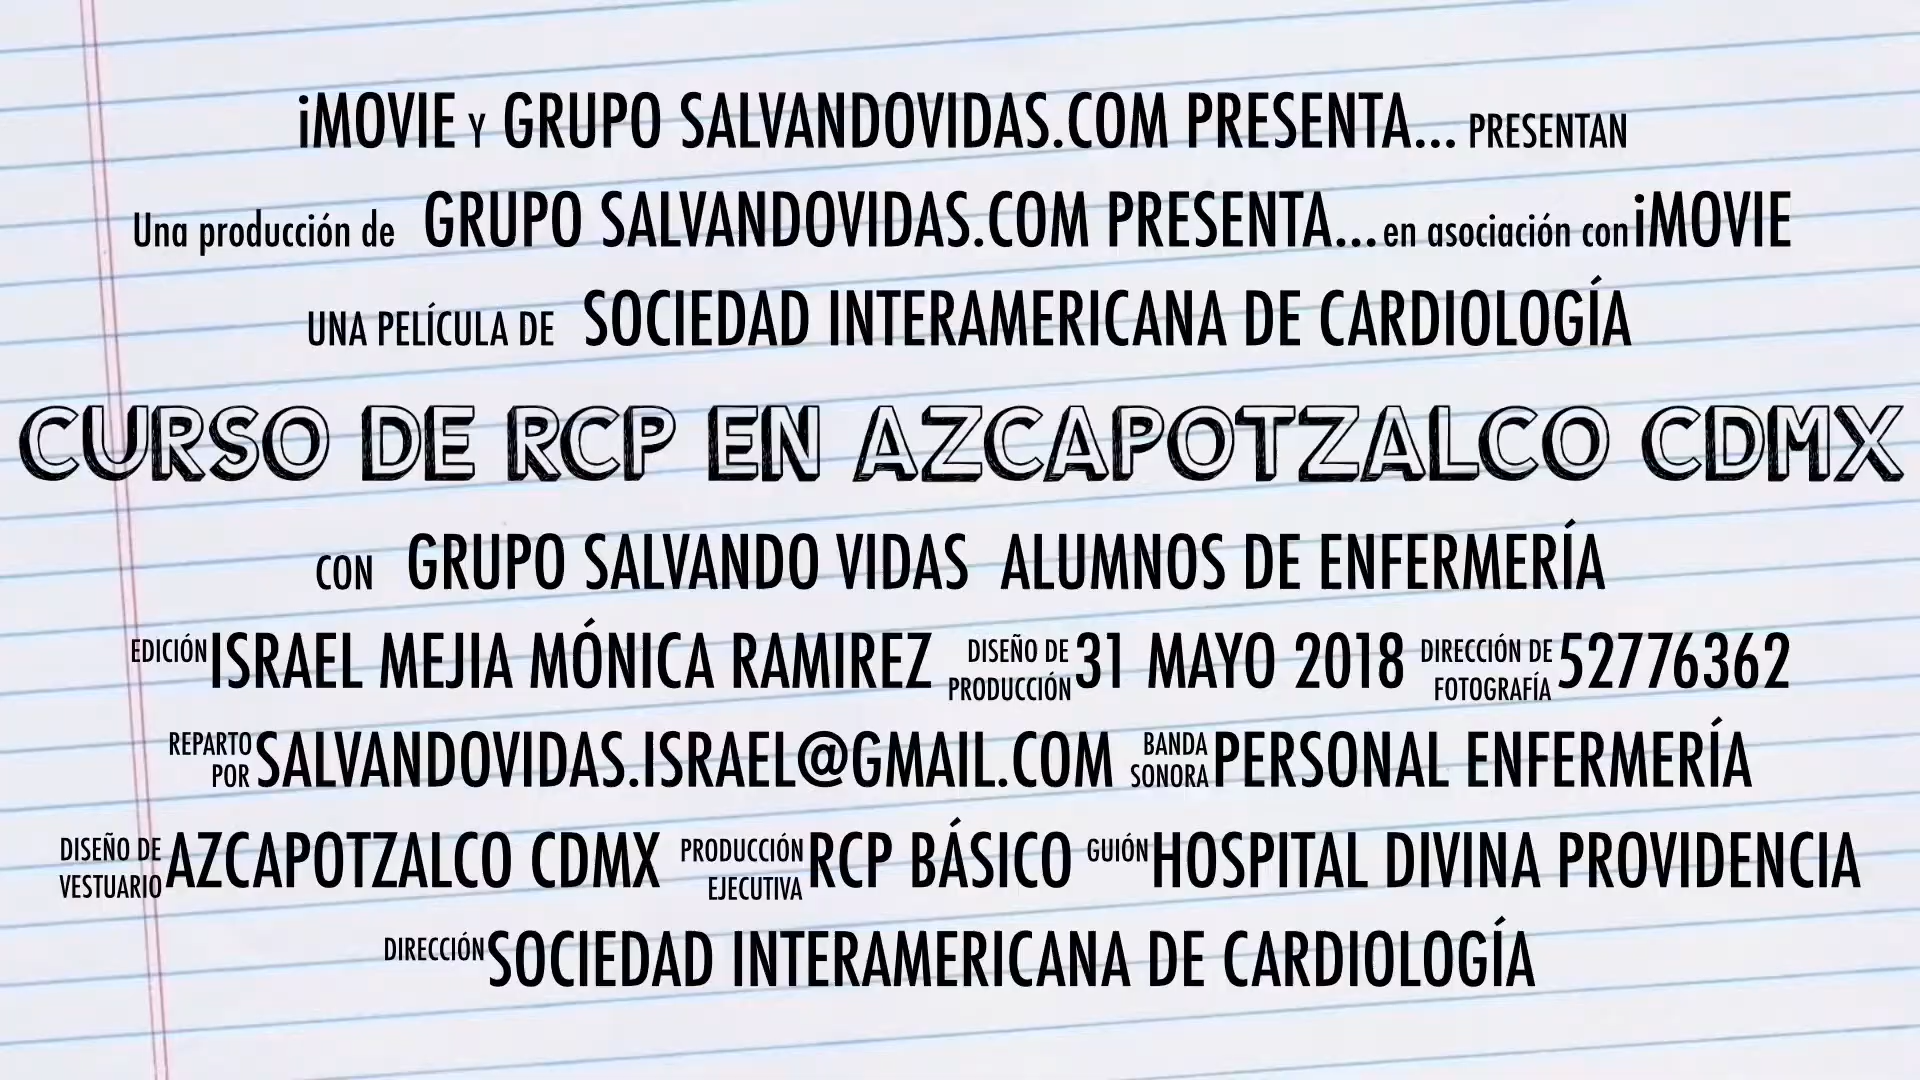 iMOVIE Y GRUPO SALVANDOVIDAS.COM PRESENTA... PRESENTAN
Una producción de GRUPO SALVANDOVIDAS.COM PRESENTA... en asociación con iMOVIE
UNA PELÍCULA DE SOCIEDAD INTERAMERICANA DE CARDIOLOGÍA
CURSO DE RCP EN AZCAPOTZALCO CDMX
CON GRUPO SALVANDO VIDAS ALUMNOS DE ENFERMERÍA
EDICIÓN ISRAEL MEJIA MÓNICA RAMIREZ DISEÑO DE PRODUCCIÓN 31 MAYO 2018 DIRECCIÓN DE FOTOGRAFÍA 52776362
REPARTO POR SALVANDOVIDAS.ISRAEL@GMAIL.COM BANDA SONORA PERSONAL ENFERMERÍA
DISEÑO DE VESTUARIO AZCAPOTZALCO CDMX PRODUCCIÓN EJECUTIVA RCP BÁSICO GUIÓN HOSPITAL DIVINA PROVIDENCIA
DIRECCIÓN SOCIEDAD INTERAMERICANA DE CARDIOLOGÍA